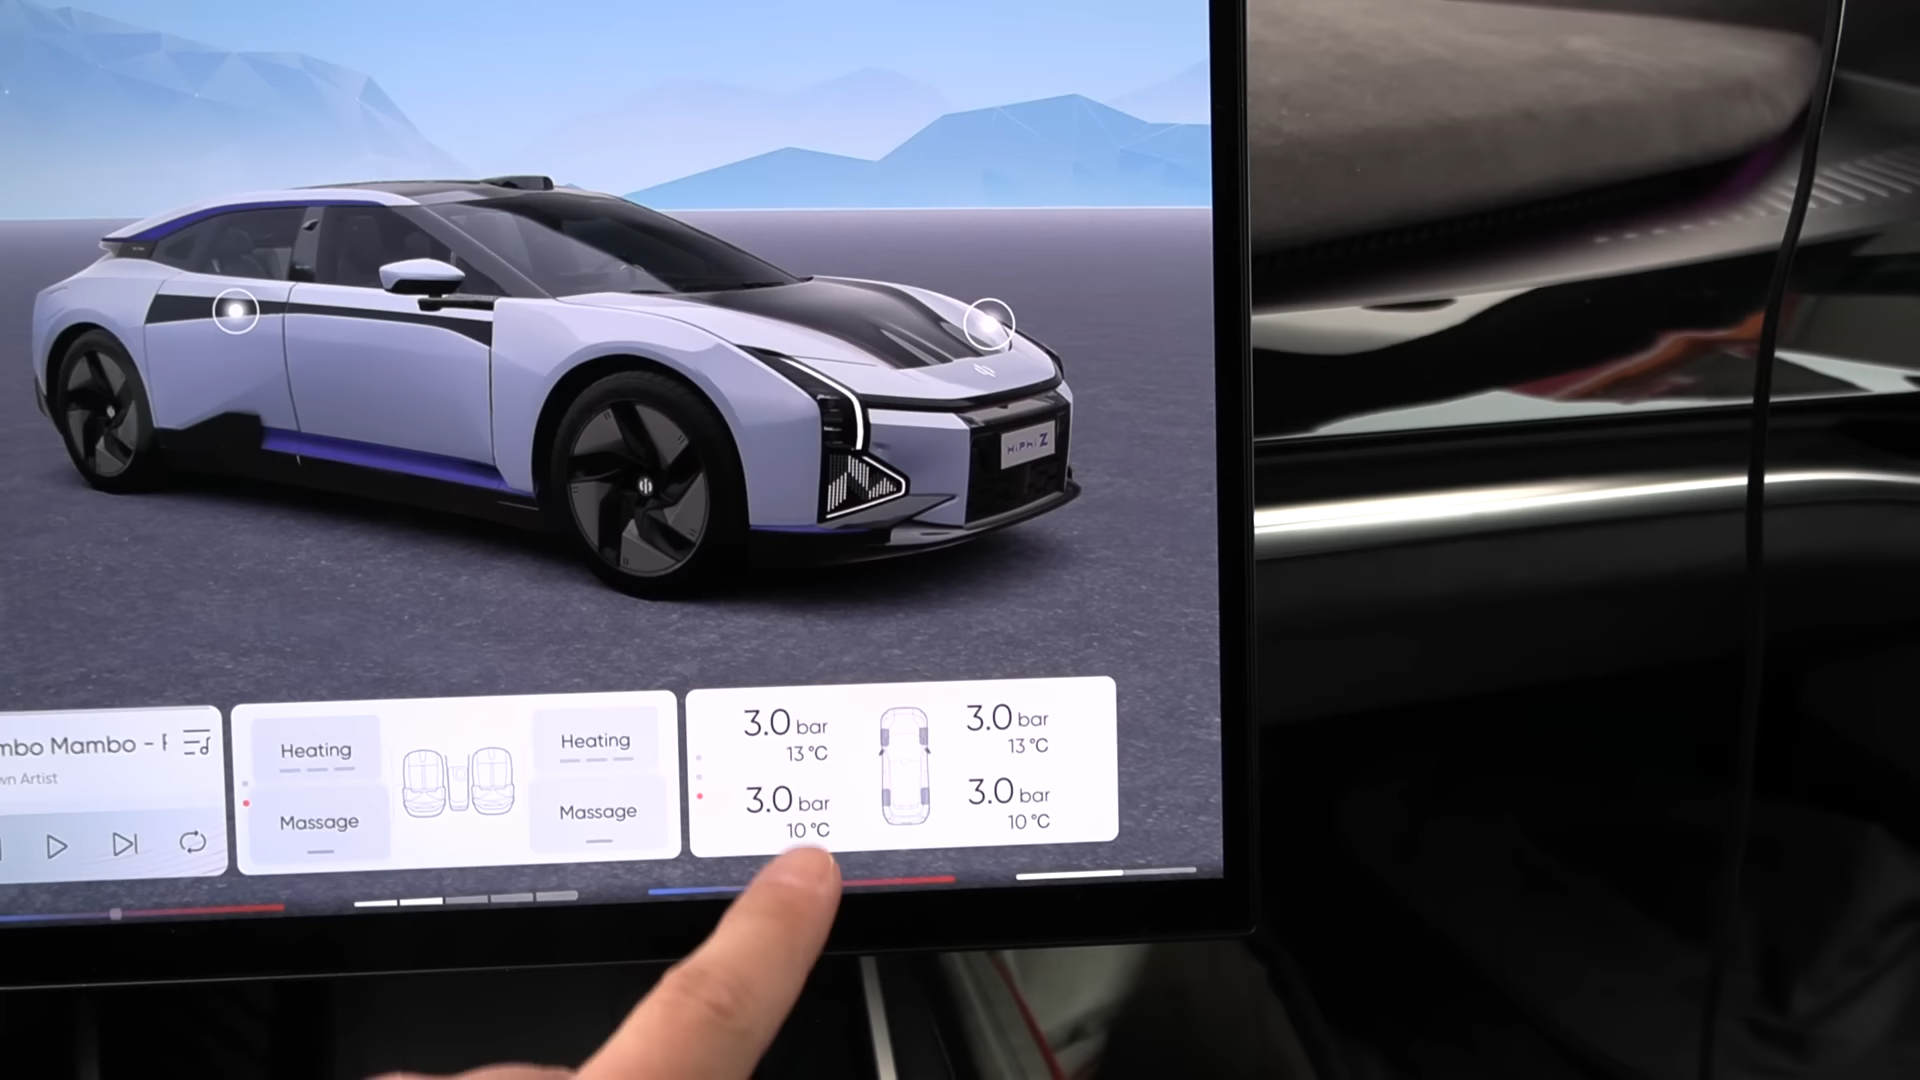 HiPhi Z
mbo Mambo - F
wn Artist
Heating
Massage
Heating
Massage
3.0 bar
13 °C
3.0 bar
10 °C
3.0 bar
13 °C
3.0 bar
10 °C